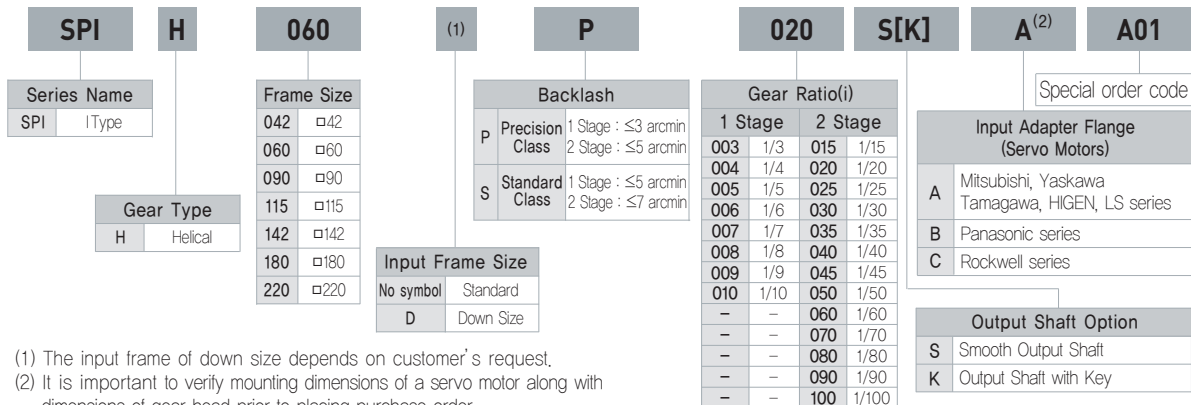 SPI H 060 (1) P 020 S[K] A(2) A01
Special order code
Series Name
SPI I Type
Gear Type
H Helical
Frame Size
042 □42
060 □60
090 □90
115 □115
142 □142
180 □180
220 □220
Input Frame Size
No symbol Standard
D Down Size
Backlash
P Precision Class 1 Stage : ≤3 arcmin
2 Stage : ≤5 arcmin
S Standard Class 1 Stage : ≤5 arcmin
2 Stage : ≤7 arcmin
Gear Ratio(i)
1 Stage 2 Stage
003 1/3 015 1/15
004 1/4 020 1/20
005 1/5 025 1/25
006 1/6 030 1/30
007 1/7 035 1/35
008 1/8 040 1/40
009 1/9 045 1/45
010 1/10 050 1/50
– – 060 1/60
– – 070 1/70
– – 080 1/80
– – 090 1/90
– – 100 1/100
Input Adapter Flange
(Servo Motors)
A Mitsubishi, Yaskawa
Tamagawa, HIGEN, LS series
B Panasonic series
C Rockwell series
Output Shaft Option
S Smooth Output Shaft
K Output Shaft with Key
(1) The input frame of down size depends on customer's request.
(2) It is important to verify mounting dimensions of a servo motor along with
dimensions of gear head prior to placing purchase order.